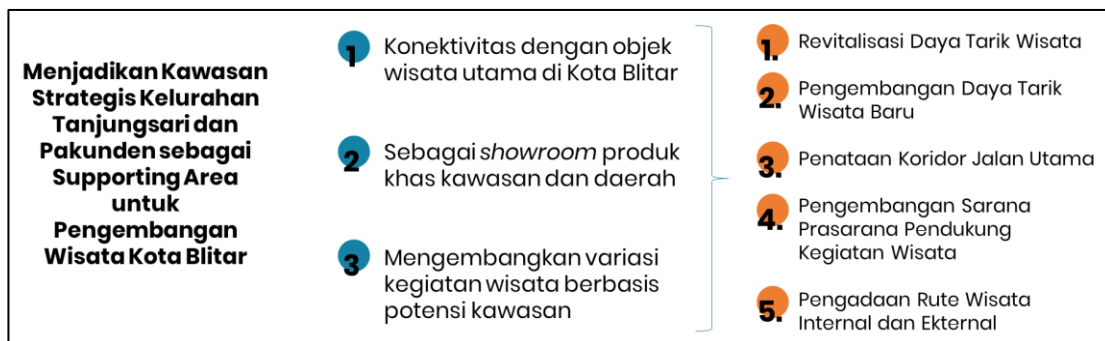 Menjadikan Kawasan
Strategis Kelurahan
Tanjungsari dan
Pakunden sebagai
Supporting Area
untuk
Pengembangan
Wisata Kota Blitar
1 Konektivitas dengan objek
wisata utama di Kota Blitar
2 Sebagai showroom produk
khas kawasan dan daerah
3 Mengembangkan variasi
kegiatan wisata berbasis
potensi kawasan
1. Revitalisasi Daya Tarik Wisata
2. Pengembangan Daya Tarik
Wisata Baru
3. Penataan Koridor Jalan Utama
4. Pengembangan Sarana
Prasarana Pendukung
Kegiatan Wisata
5. Pengadaan Rute Wisata
Internal dan Ekternal